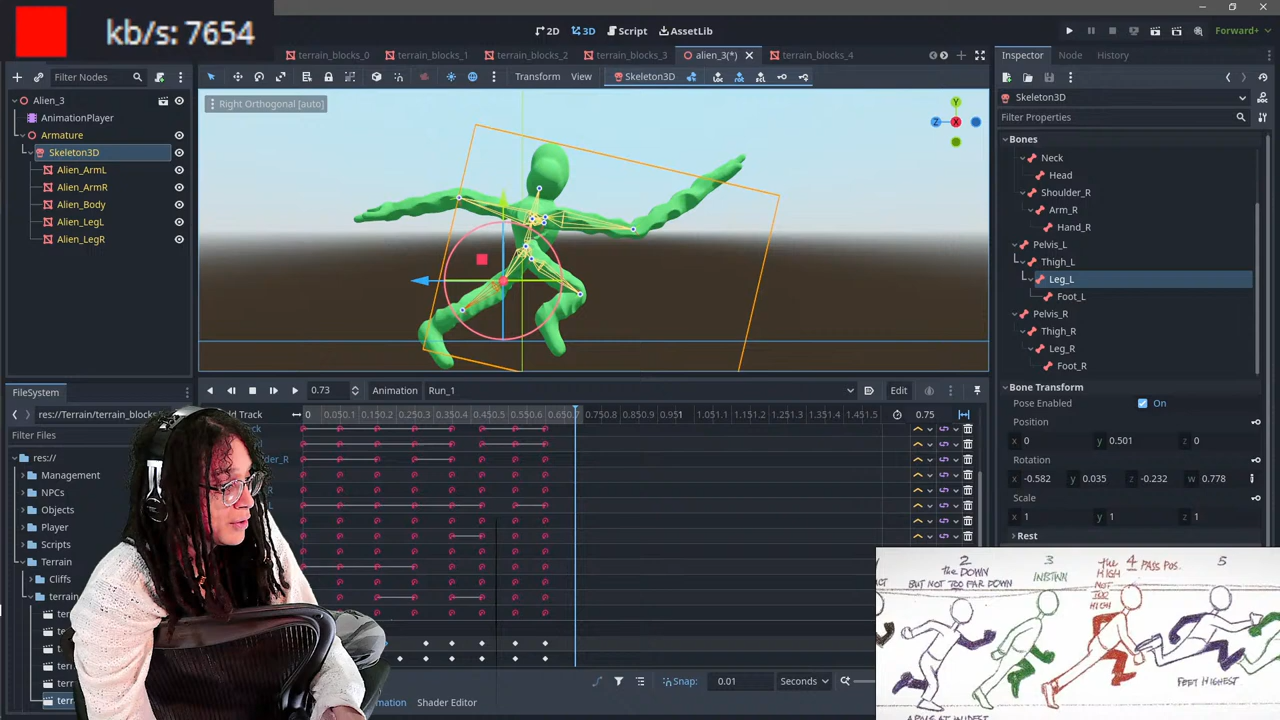 kb/s: 7654
2D 3D Script AssetLib
Forward+
terrain_blocks_0 terrain_blocks_1 terrain_blocks_2 terrain_blocks_3 alien_3(*) terrain_blocks_4
Filter Nodes
Transform View Skeleton3D
Alien_3
AnimationPlayer
Armature
Skeleton3D
Alien_ArmL
Alien_ArmR
Alien_Body
Alien_LegL
Alien_LegR
Right Orthogonal [auto]
Y
Z X
Inspector Node History
Skeleton3D
Filter Properties
Bones
Neck
Head
Shoulder_R
Arm_R
Hand_R
Pelvis_L
Thigh_L
Leg_L
Foot_L
Pelvis_R
Thigh_R
Leg_R
Foot_R
Bone Transform
Pose Enabled On
Position
x 0 y 0.501 z 0
Rotation
x -0.582 y 0.035 z -0.232 w 0.778
Scale
x 1 y 1 z 1
Rest
FileSystem
res://Terrain/terrain_blocks
Filter Files
res://
Management
NPCs
Objects
Player
Scripts
Terrain
Cliffs
0.73 Animation Run_1 Edit
0.75
Snap: 0.01 Seconds
Shader Editor
2
the DOWN
BUT NOT TOO FAR DOWN
3
the HIGH
NOT TOO HIGH
4 PASS POS.
5
FEET HIGHEST